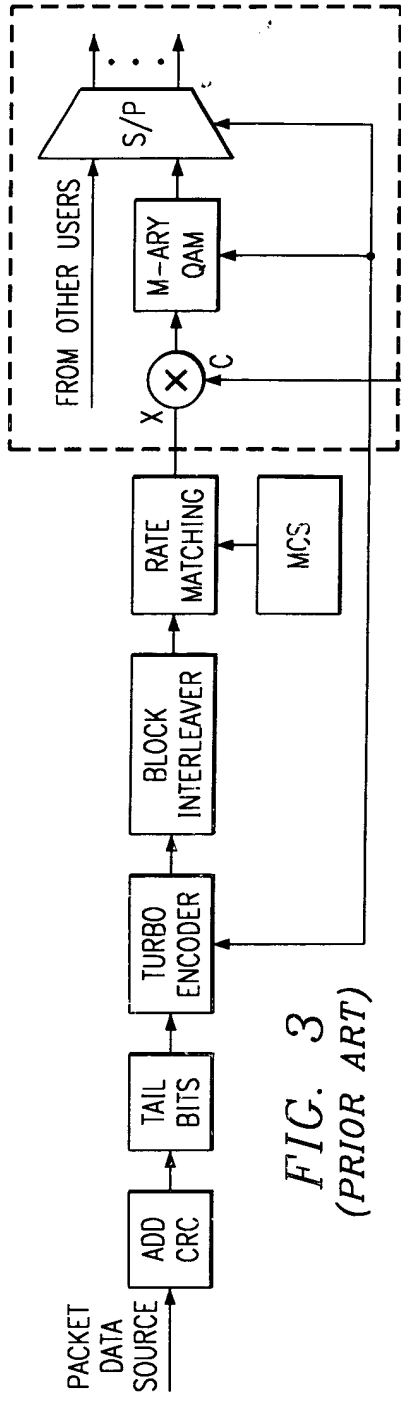 PACKET
DATA
SOURCE
ADD
CRC
TAIL
BITS
TURBO
ENCODER
BLOCK
INTERLEAVER
RATE
MATCHING
MCS
X
C
M-ARY
QAM
FROM OTHER USERS
S/P
FIG. 3
(PRIOR ART)